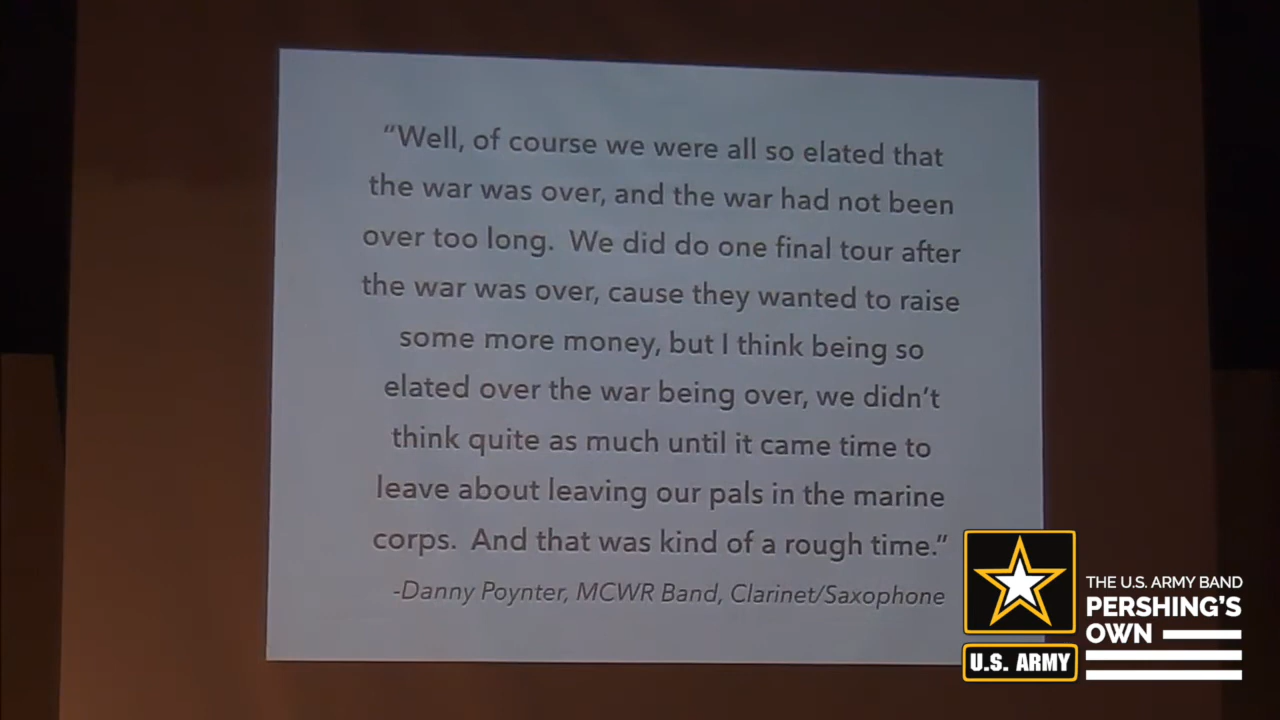 “Well, of course we were all so elated that
the war was over, and the war had not been
over too long.  We did do one final tour after
the war was over, cause they wanted to raise
some more money, but I think being so
elated over the war being over, we didn’t
think quite as much until it came time to
leave about leaving our pals in the marine
corps.  And that was kind of a rough time.”
-Danny Poynter, MCWR Band, Clarinet/Saxophone
U.S. ARMY
THE U.S. ARMY BAND
PERSHING’S
OWN